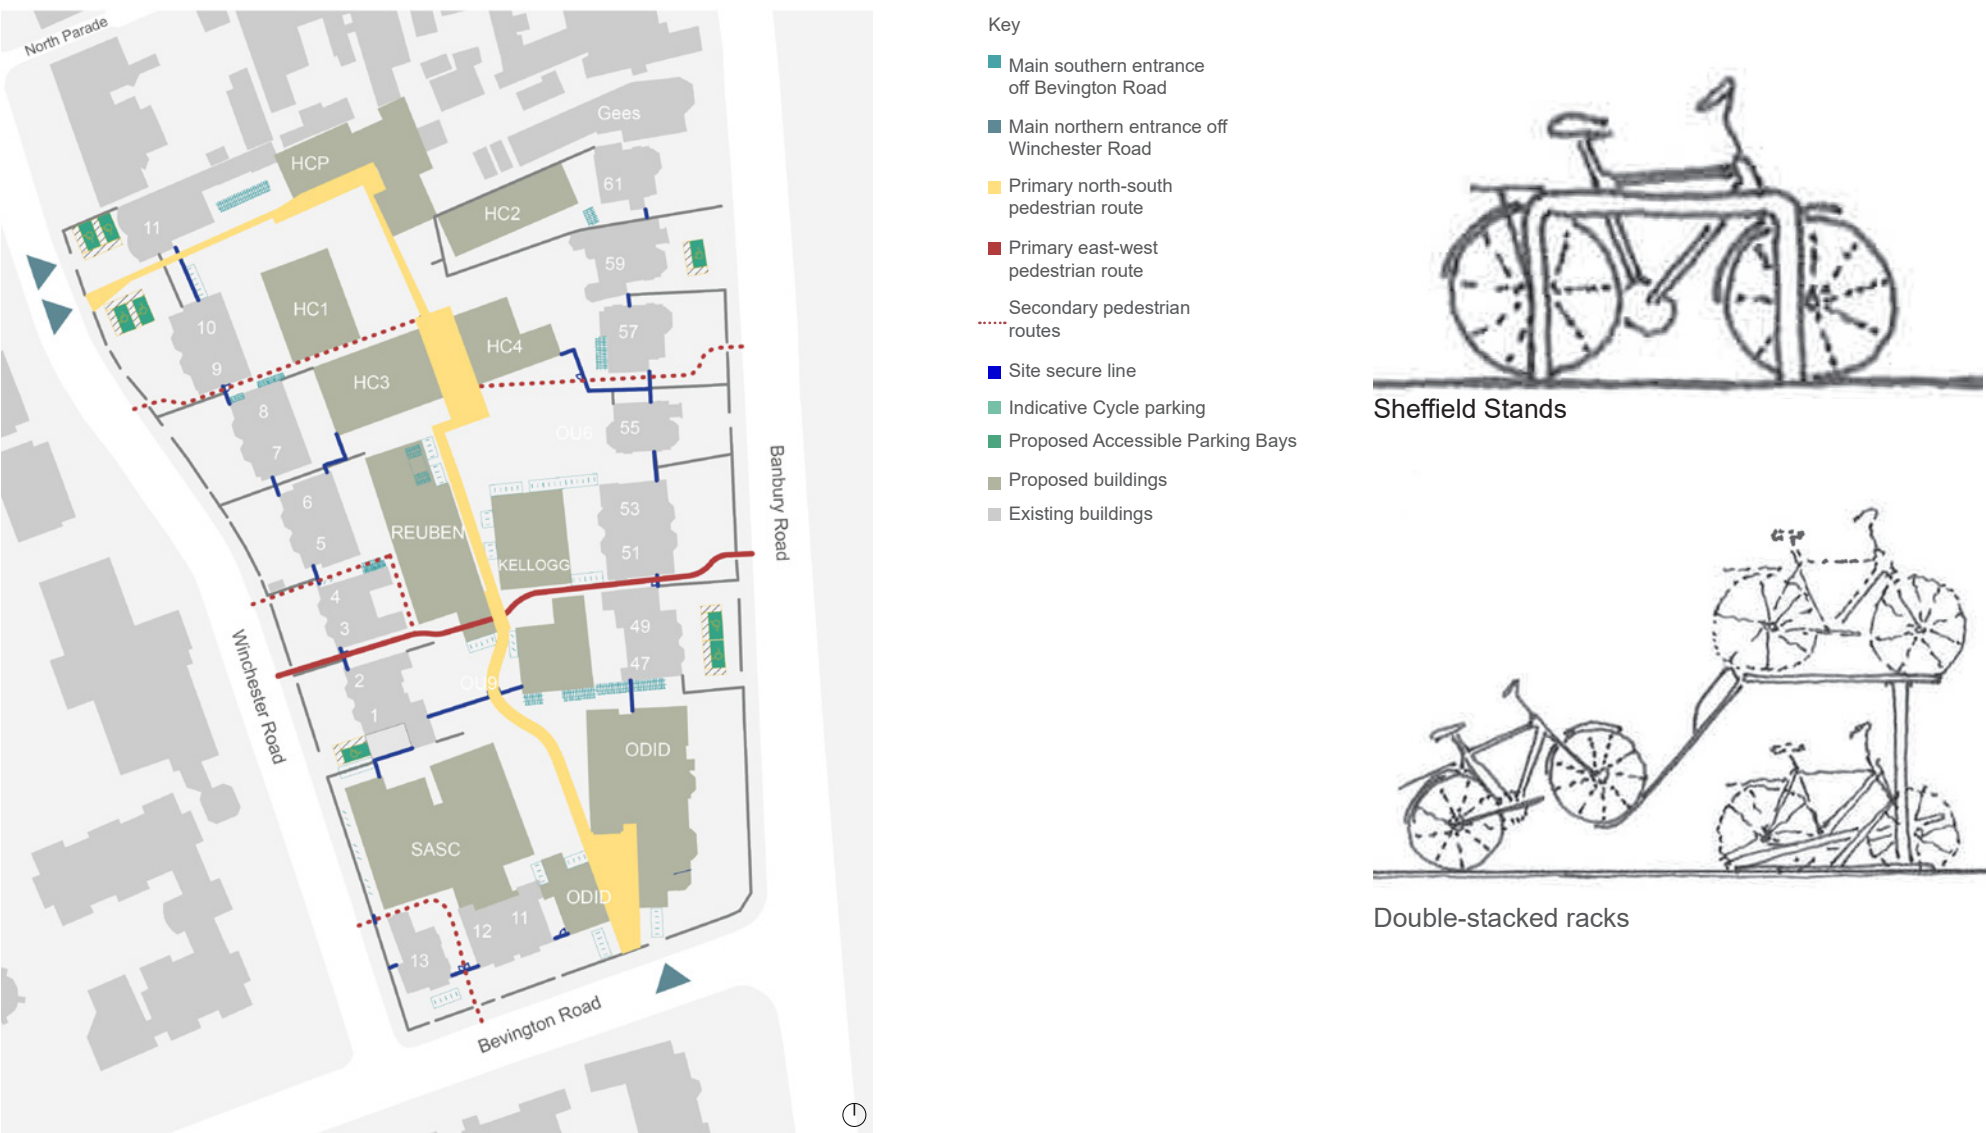 North Parade
Gees
HCP
61
HC2
11
59
HC1
10
57
HC4
9
HC3
8
55
OU6
7
6
53
REUBEN
5
51
KELLOGG
4
3
49
47
2
OU9
1
ODID
SASC
ODID
11
12
13
Winchester Road
Banbury Road
Bevington Road
Key
Main southern entrance
off Bevington Road
Main northern entrance off
Winchester Road
Primary north-south
pedestrian route
Primary east-west
pedestrian route
Secondary pedestrian
routes
Site secure line
Indicative Cycle parking
Proposed Accessible Parking Bays
Proposed buildings
Existing buildings
Sheffield Stands
Double-stacked racks